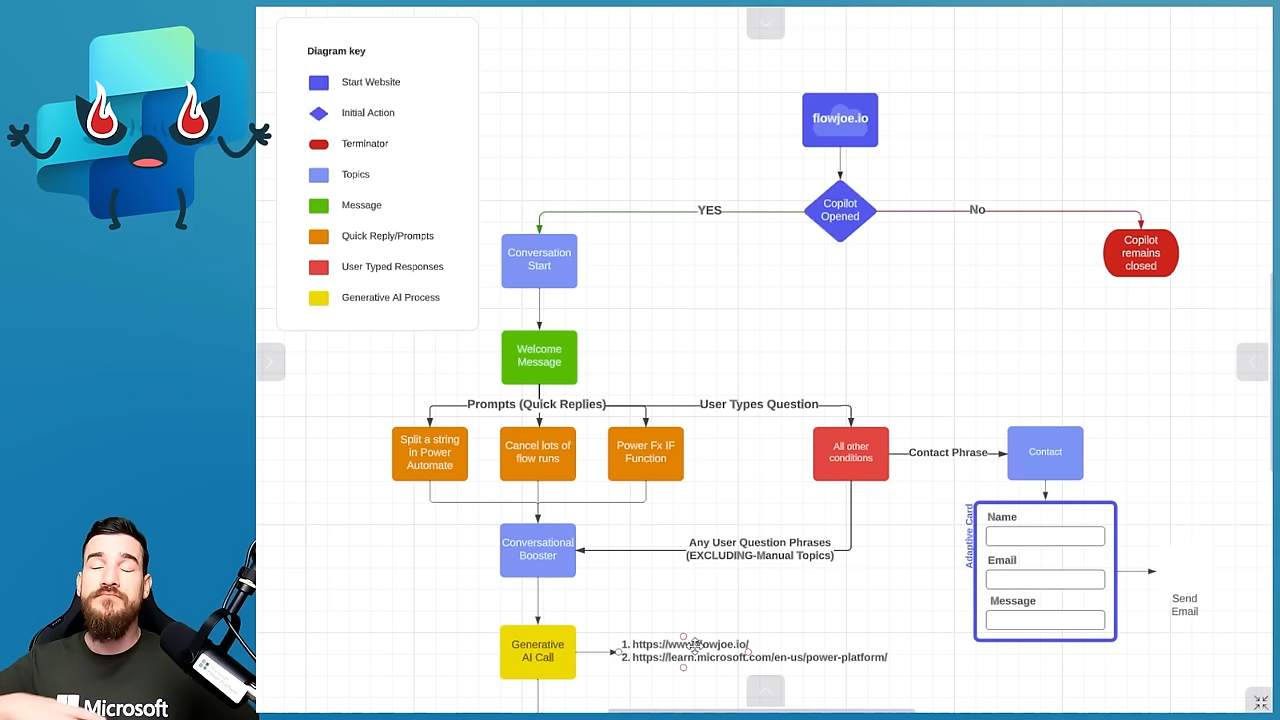 Diagram key
Start Website
Initial Action
Terminator
Topics
Message
Quick Reply/Prompts
User Typed Responses
Generative AI Process
flowjoe.io
Copilot
Opened
YES
No
Copilot
remains
closed
Conversation
Start
Welcome
Message
Prompts (Quick Replies)
User Types Question
Split a string
in Power
Automate
Cancel lots of
flow runs
Power Fx IF
Function
All other
conditions
Contact Phrase
Contact
Adaptive Card
Name
Email
Message
Send
Email
Conversational
Booster
Any User Question Phrases
(EXCLUDING-Manual Topics)
Generative
AI Call
1.
2. https://learn.microsoft.com/en-us/power-platform/
Microsoft